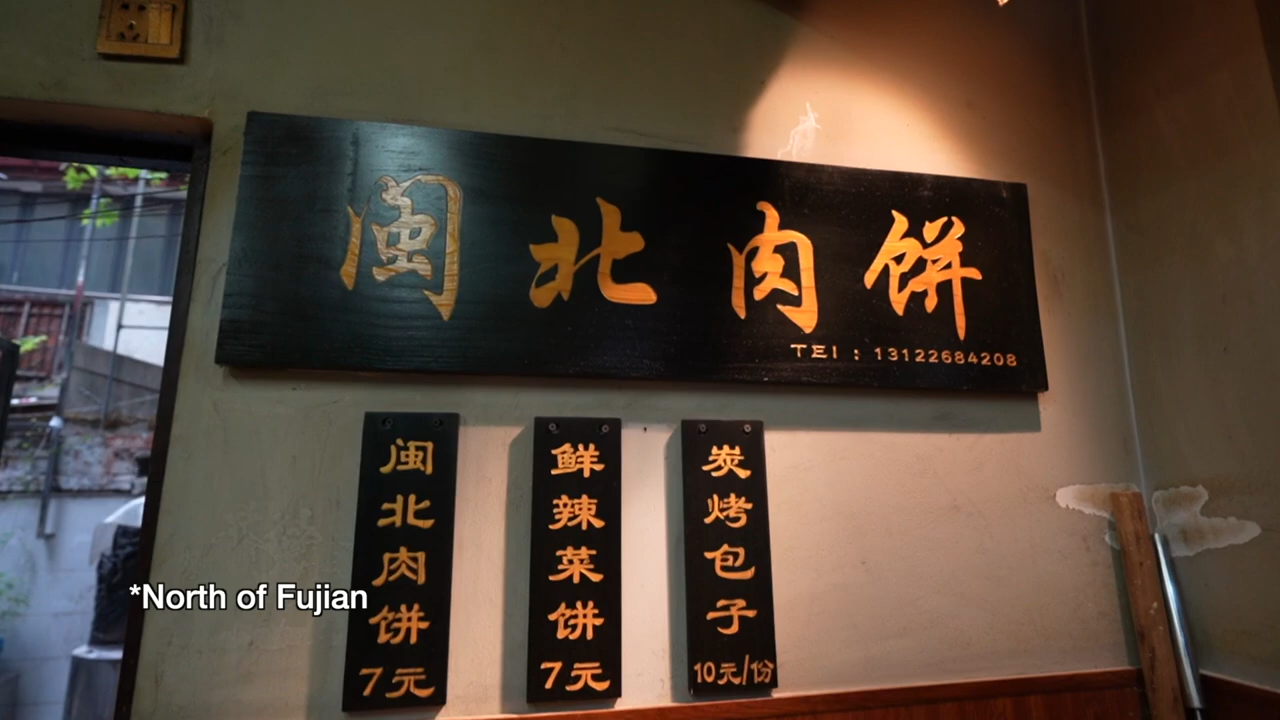 闽北肉饼
TEl : 13122684208
闽北肉饼
7元
鲜辣菜饼
7元
炭烤包子
10元/份
*North of Fujian